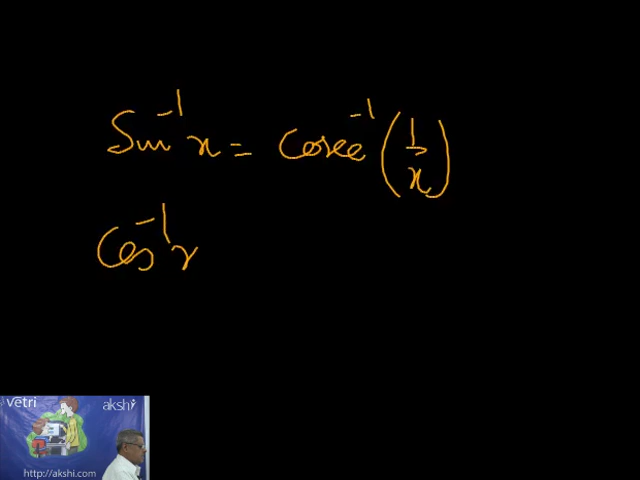 Sin⁻¹x = Cosec⁻¹(1/x)
Cos⁻¹x
vetri
akshi
http://akshi.com